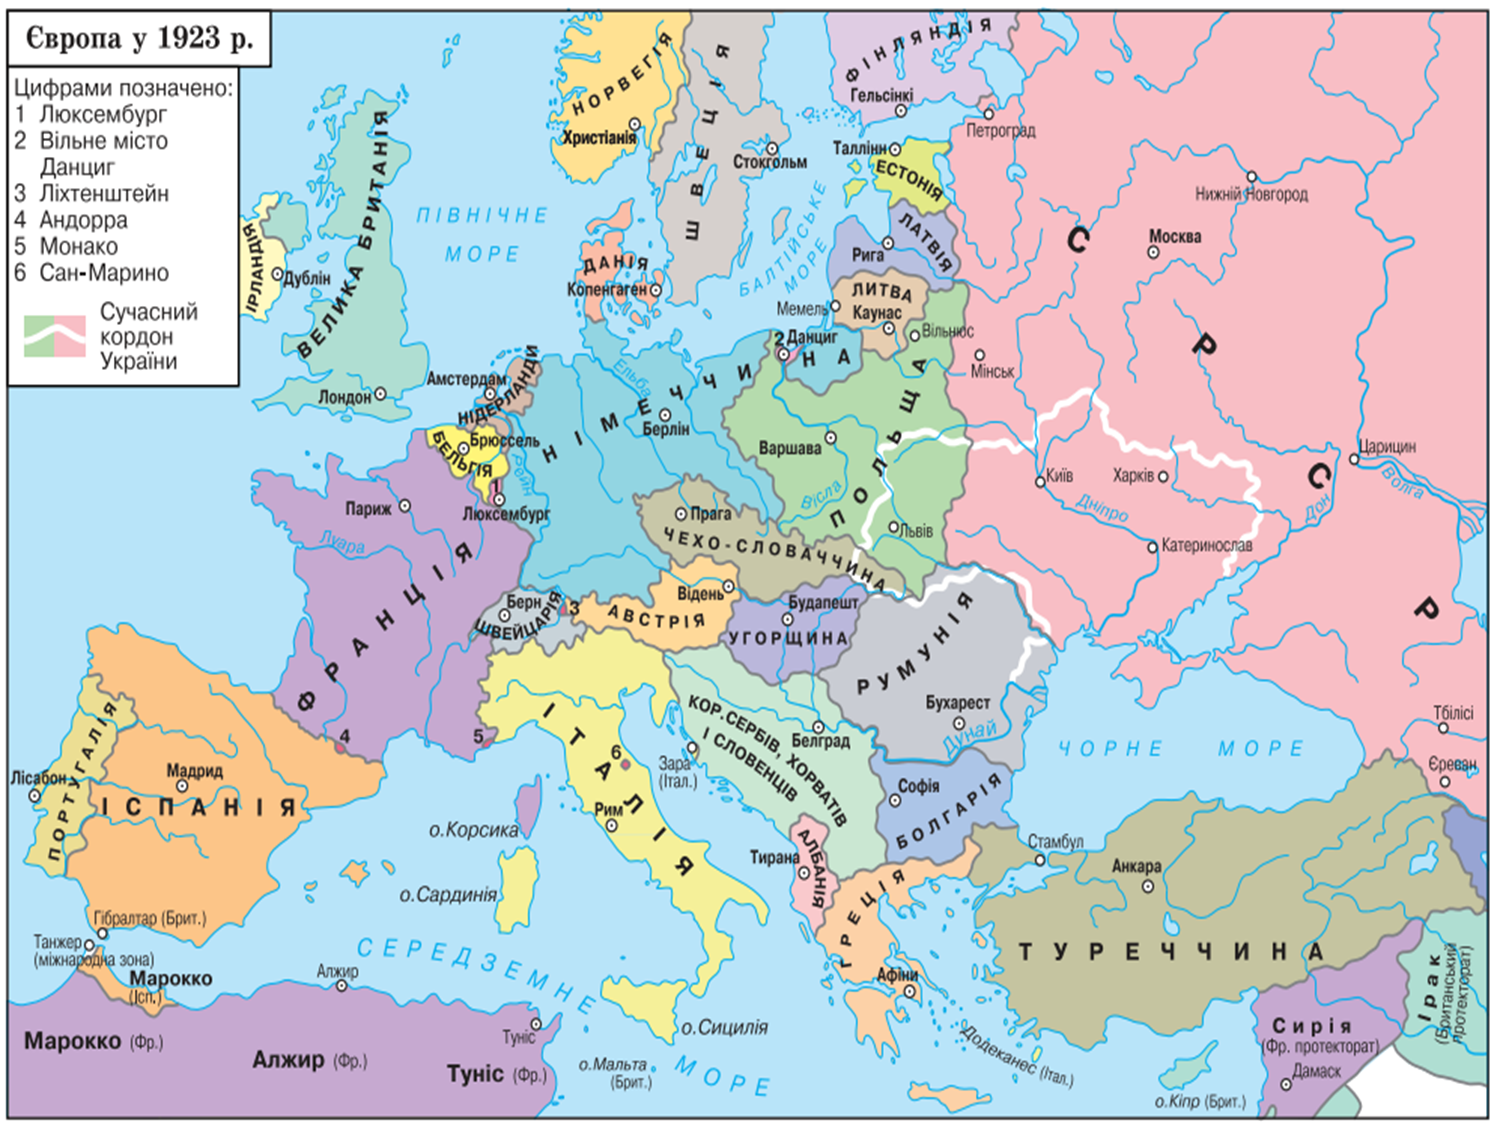 Європа у 1923 р.
Цифрами позначено:
1 Люксембург
2 Вільне місто
Данциг
3 Ліхтенштейн
4 Андорра
5 Монако
6 Сан-Марино
Сучасний
кордон
України
НОРВЕГІЯ
Христіанія
ШВЕЦІЯ
Стокгольм
ФІНЛЯНДІЯ
Гельсінкі
Петроград
Таллінн
ЕСТОНІЯ
ЛАТВІЯ
Рига
ЛИТВА
Каунас
Мемель
Вільнюс
Мінськ
Нижній Новгород
Москва
С Р С Р
ПІВНІЧНЕ
МОРЕ
БАЛТІЙСЬКЕ
МОРЕ
ДАНІЯ
Копенгаген
ІРЛАНДІЯ
Дублін
ВЕЛИКА БРИТАНІЯ
Лондон
Амстердам
НІДЕРЛАНДИ
БЕЛЬГІЯ
Брюссель
1
Люксембург
Рейн
Ельба
НІМЕЧЧИНА
Берлін
2 Данциг
ПОЛЬЩА
Варшава
Вісла
Львів
Київ
Харків
Дніпро
Катеринослав
Царицин
Волга
Дон
Париж
Луара
ФРАНЦІЯ
Прага
ЧЕХО-СЛОВАЧЧИНА
Берн
ШВЕЙЦАРІЯ
3
Відень
АВСТРІЯ
Будапешт
УГОРЩИНА
РУМУНІЯ
Бухарест
Дунай
ЧОРНЕ МОРЕ
Тбілісі
Єреван
ПОРТУГАЛІЯ
Лісабон
Мадрид
ІСПАНІЯ
4
5
6
ІТАЛІЯ
Рим
Зара
(Італ.)
КОР.СЕРБІВ, ХОРВАТІВ
І СЛОВЕНЦІВ
Белград
Софія
БОЛГАРІЯ
АЛБАНІЯ
Тирана
ГРЕЦІЯ
Афіни
Стамбул
Анкара
ТУРЕЧЧИНА
о.Корсика
о.Сардинія
о.Сицилія
о.Мальта
(Брит.)
Додеканес (Італ.)
о.Кіпр (Брит.)
СЕРЕДЗЕМНЕ
МОРЕ
Гібралтар (Брит.)
Танжер
(міжнародна зона)
Марокко
(Ісп.)
Марокко (Фр.)
Алжир
Алжир (Фр.)
Туніс
Туніс (Фр.)
Сирія
(Фр. протекторат)
Дамаск
Ірак
(Британський
протекторат)